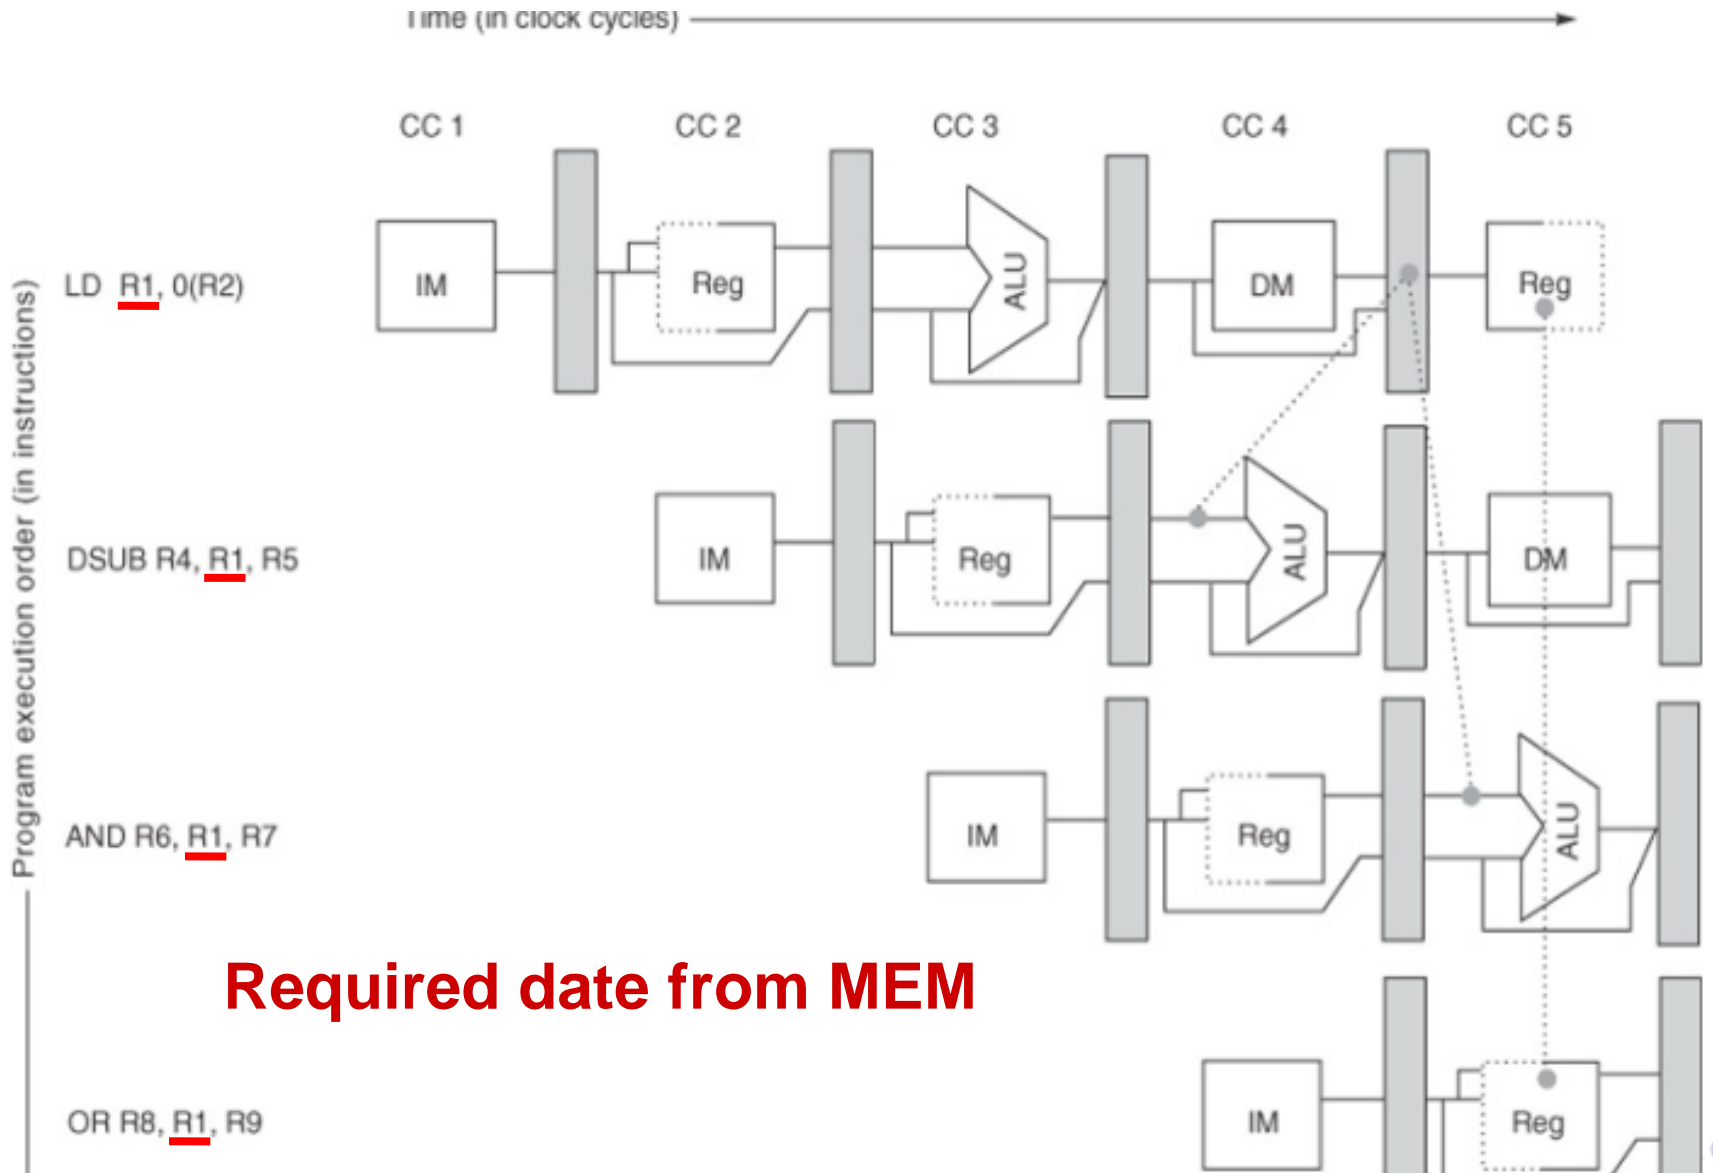 Time (in clock cycles)
CC 1 CC 2 CC 3 CC 4 CC 5
Program execution order (in instructions)
LD R1, 0(R2) IM Reg ALU DM Reg
DSUB R4, R1, R5 IM Reg ALU DM
AND R6, R1, R7 IM Reg ALU
Required date from MEM
OR R8, R1, R9 IM Reg